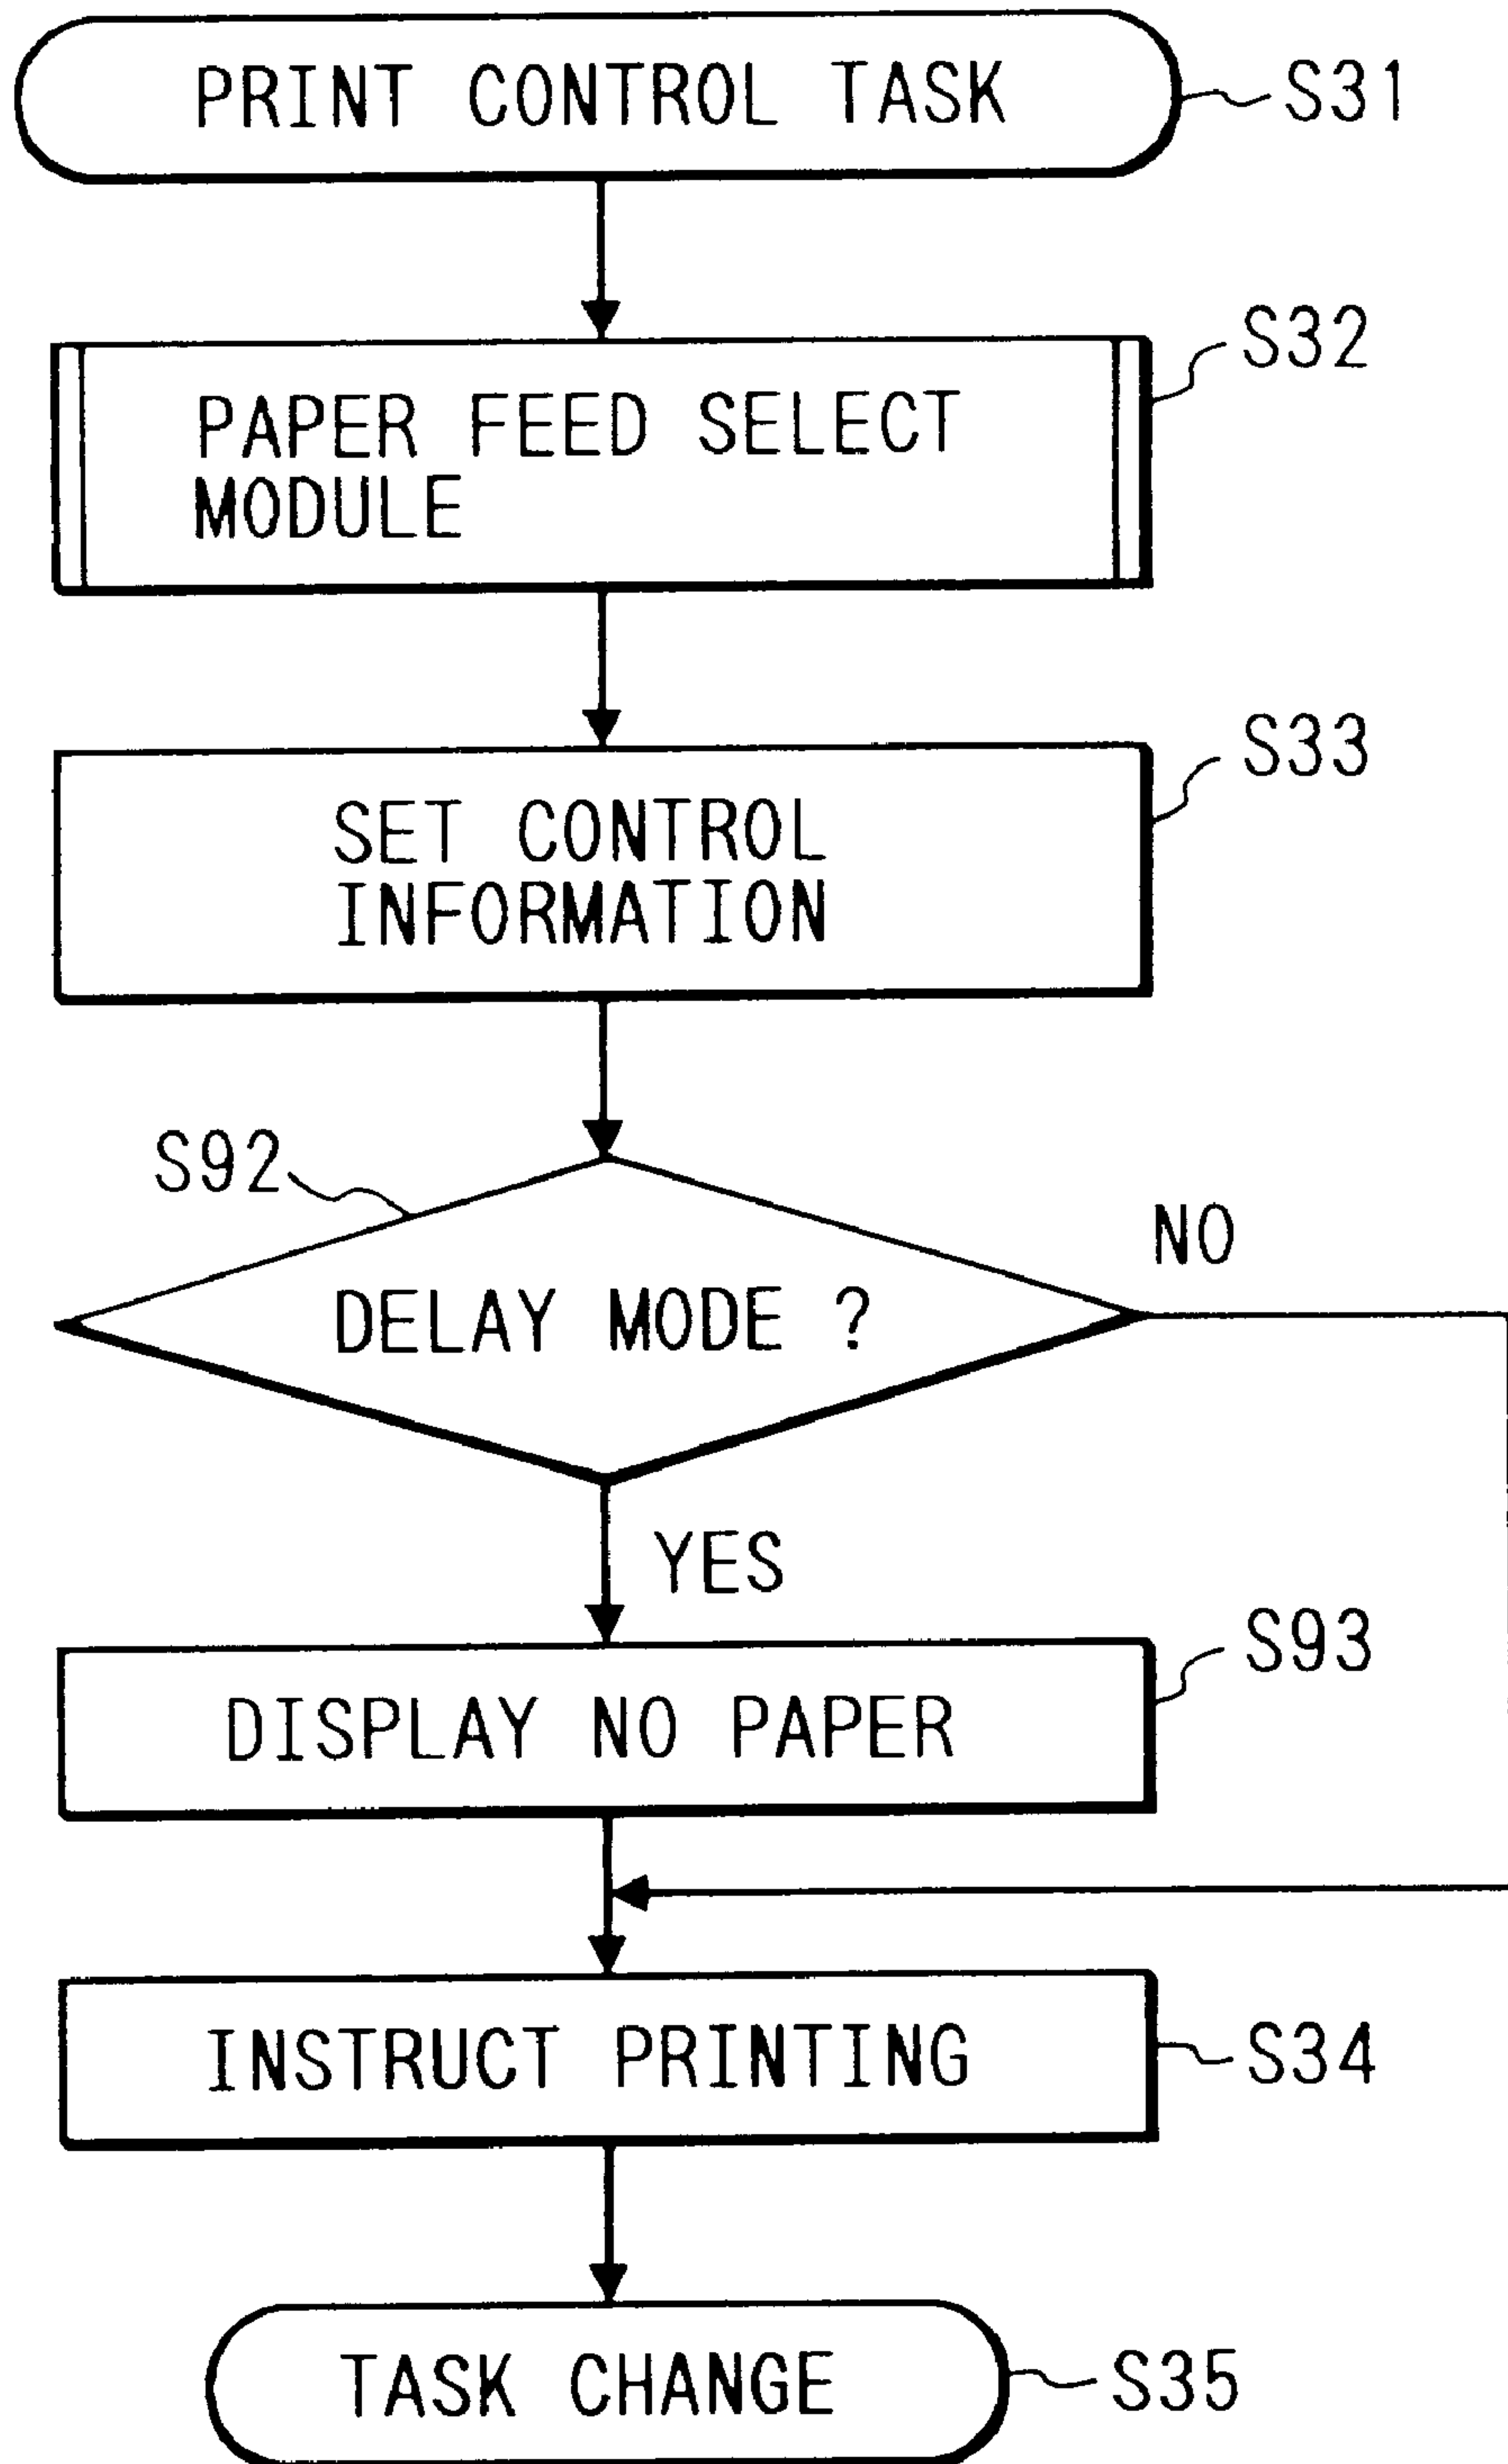 PRINT CONTROL TASK
S31
S32
PAPER FEED SELECT
MODULE
S33
SET CONTROL
INFORMATION
S92
NO
DELAY MODE ?
YES
S93
DISPLAY NO PAPER
INSTRUCT PRINTING
S34
TASK CHANGE
S35